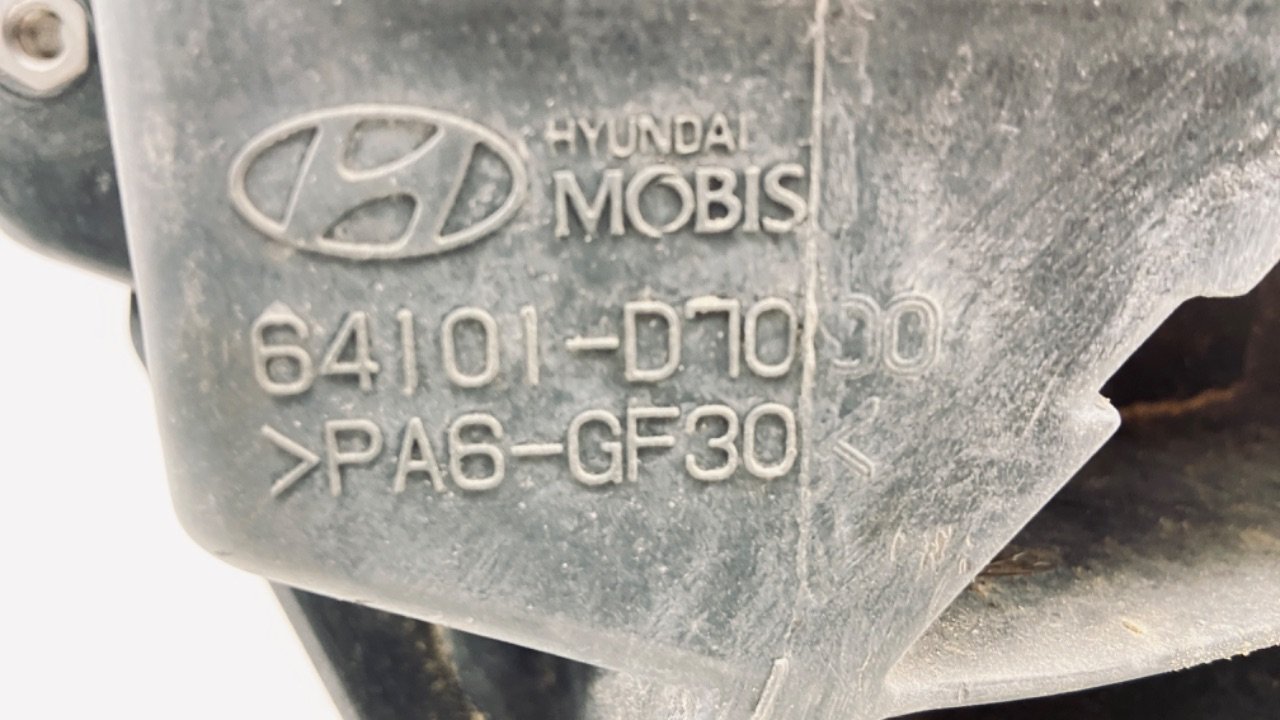 HYUNDAI
MOBIS
64101-D7000
>PA6-GF30<